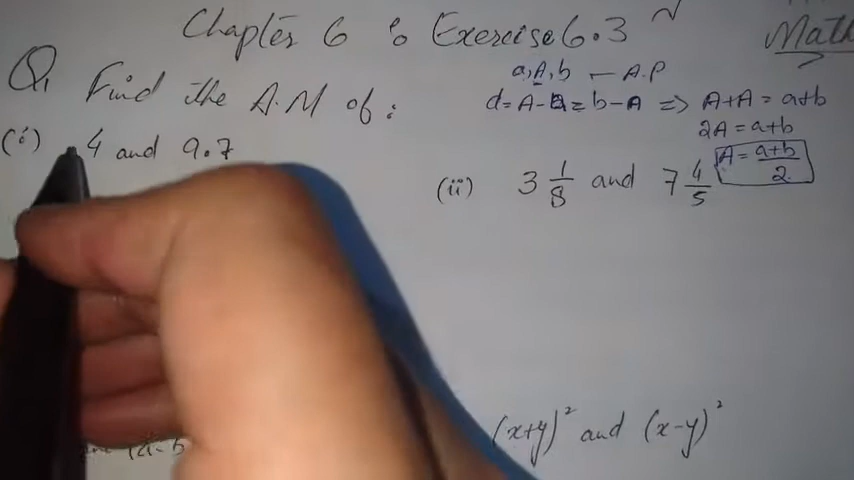 Chapter 6 : Exercise 6.3
Math
Q1 Find the A.M of :
a, A, b — A.P
d = A - a = b - A => A+A = a+b
2A = a+b
A = a+b/2
(i) 4 and 9.7
(ii) 3 1/8 and 7 4/5
(x+y)² and (x-y)²